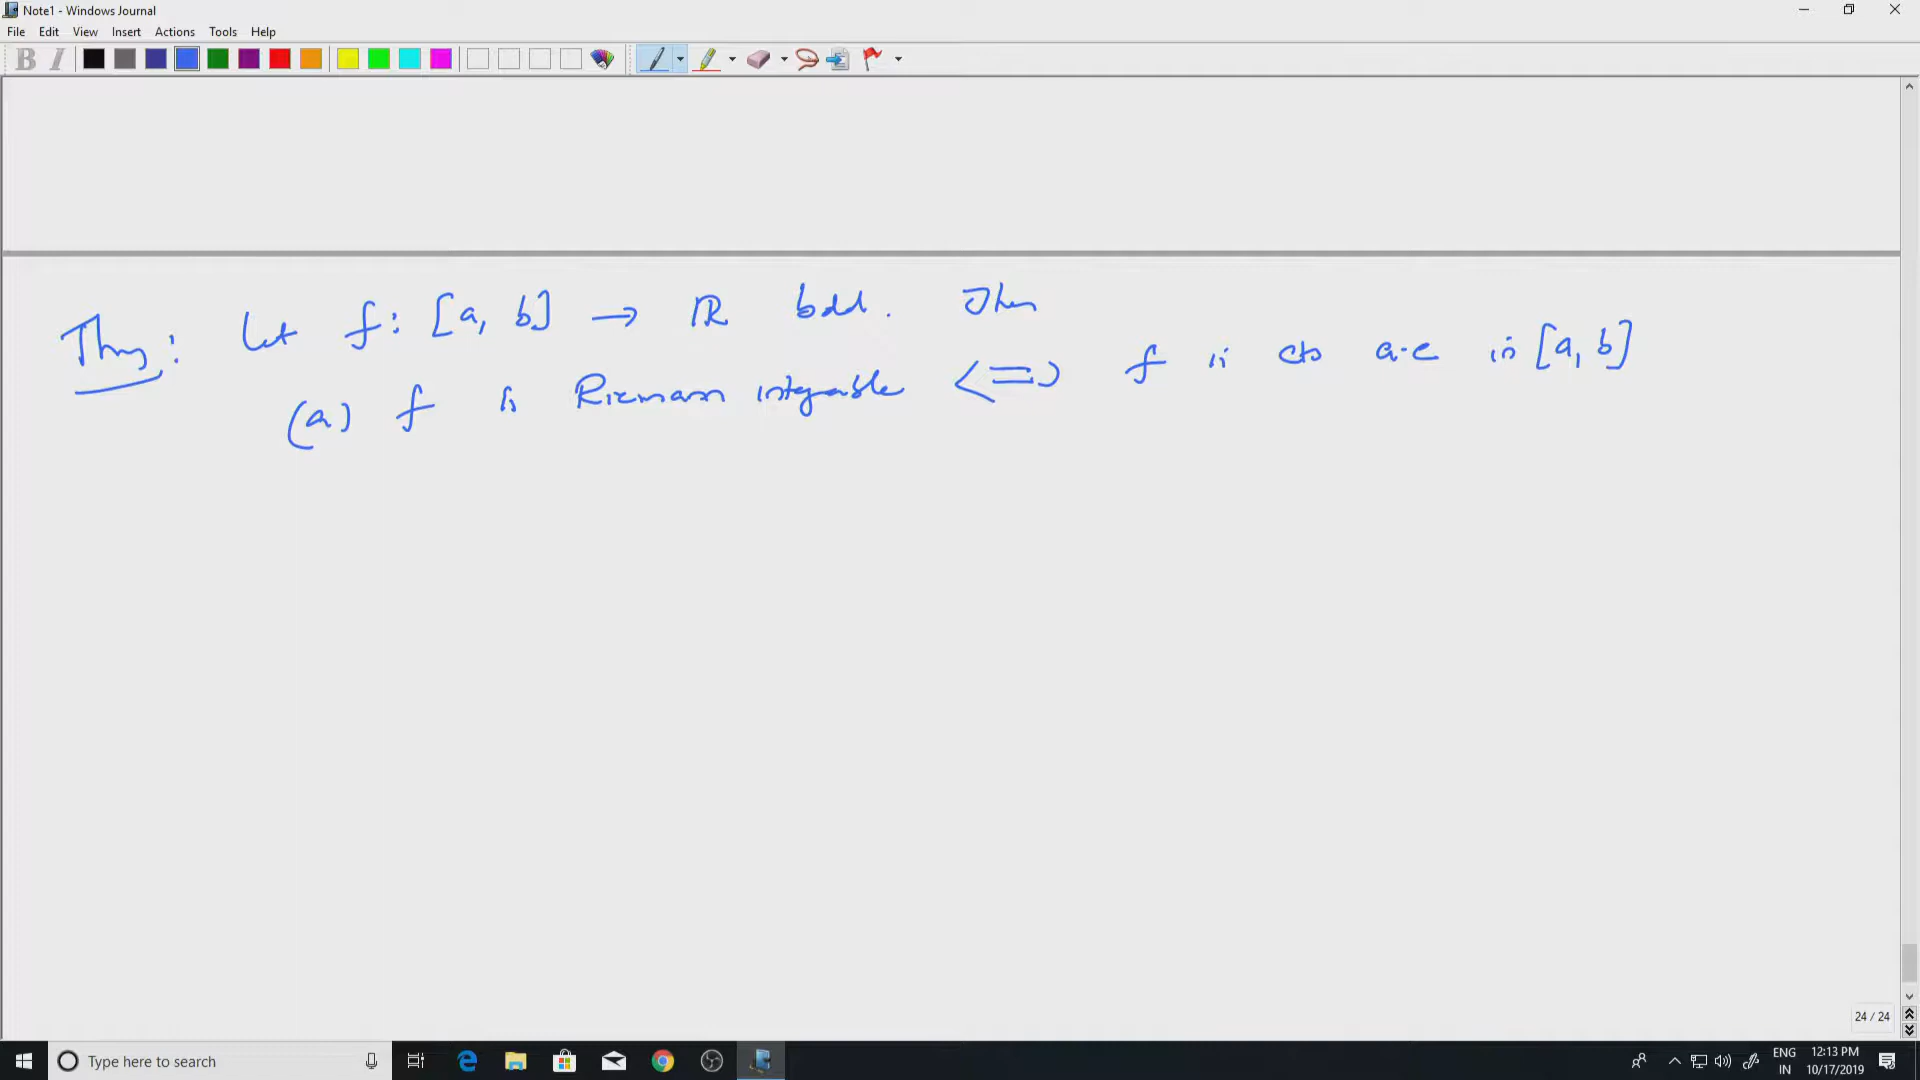 Note1 - Windows Journal
File Edit View Insert Actions Tools Help
B I
Thm: Let f: [a, b] → ℝ bdd. Then
(a) f is Riemann integrable <=> f is cts a.e in [a, b]
24 / 24
Type here to search
ENG 12:13 PM
IN 10/17/2019